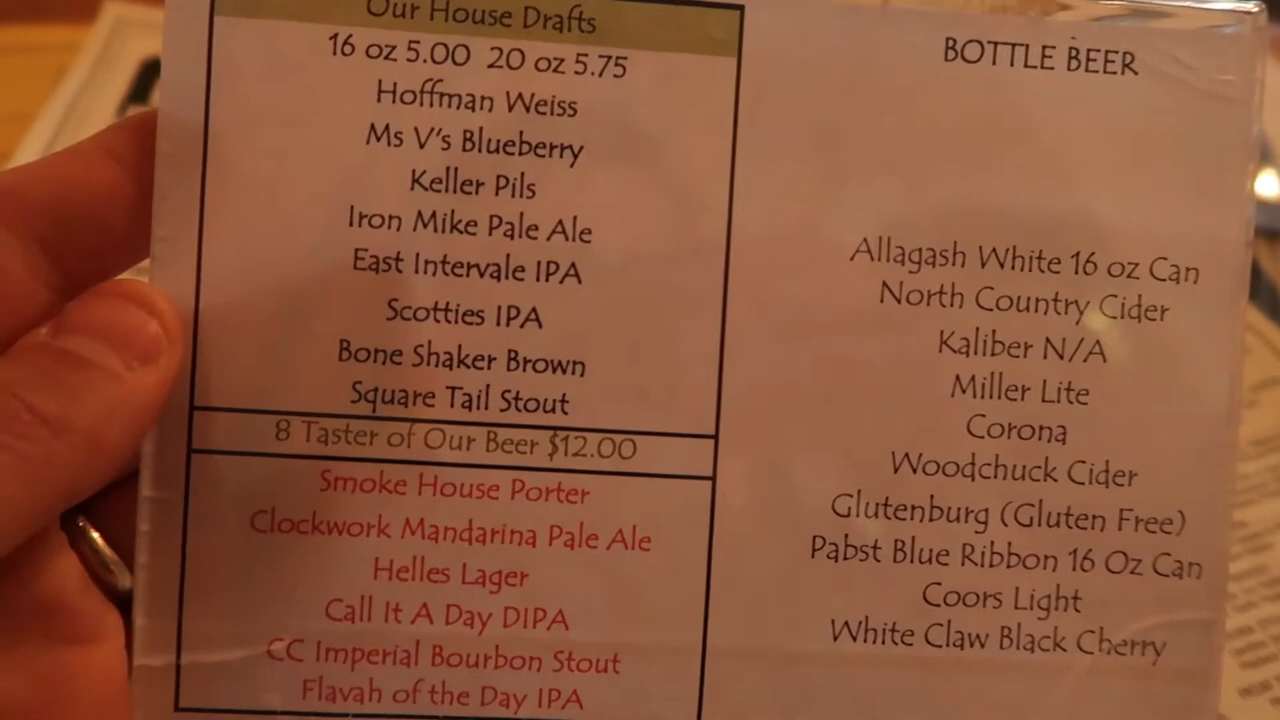 Our House Drafts
16 oz 5.00 20 oz 5.75
Hoffman Weiss
Ms V's Blueberry
Keller Pils
Iron Mike Pale Ale
East Intervale IPA
Scotties IPA
Bone Shaker Brown
Square Tail Stout
8 Taster of Our Beer $12.00
Smoke House Porter
Clockwork Mandarina Pale Ale
Helles Lager
Call It A Day DIPA
CC Imperial Bourbon Stout
Flavah of the Day IPA
BOTTLE BEER
Allagash White 16 oz Can
North Country Cider
Kaliber N/A
Miller Lite
Corona
Woodchuck Cider
Glutenburg (Gluten Free)
Pabst Blue Ribbon 16 Oz Can
Coors Light
White Claw Black Cherry